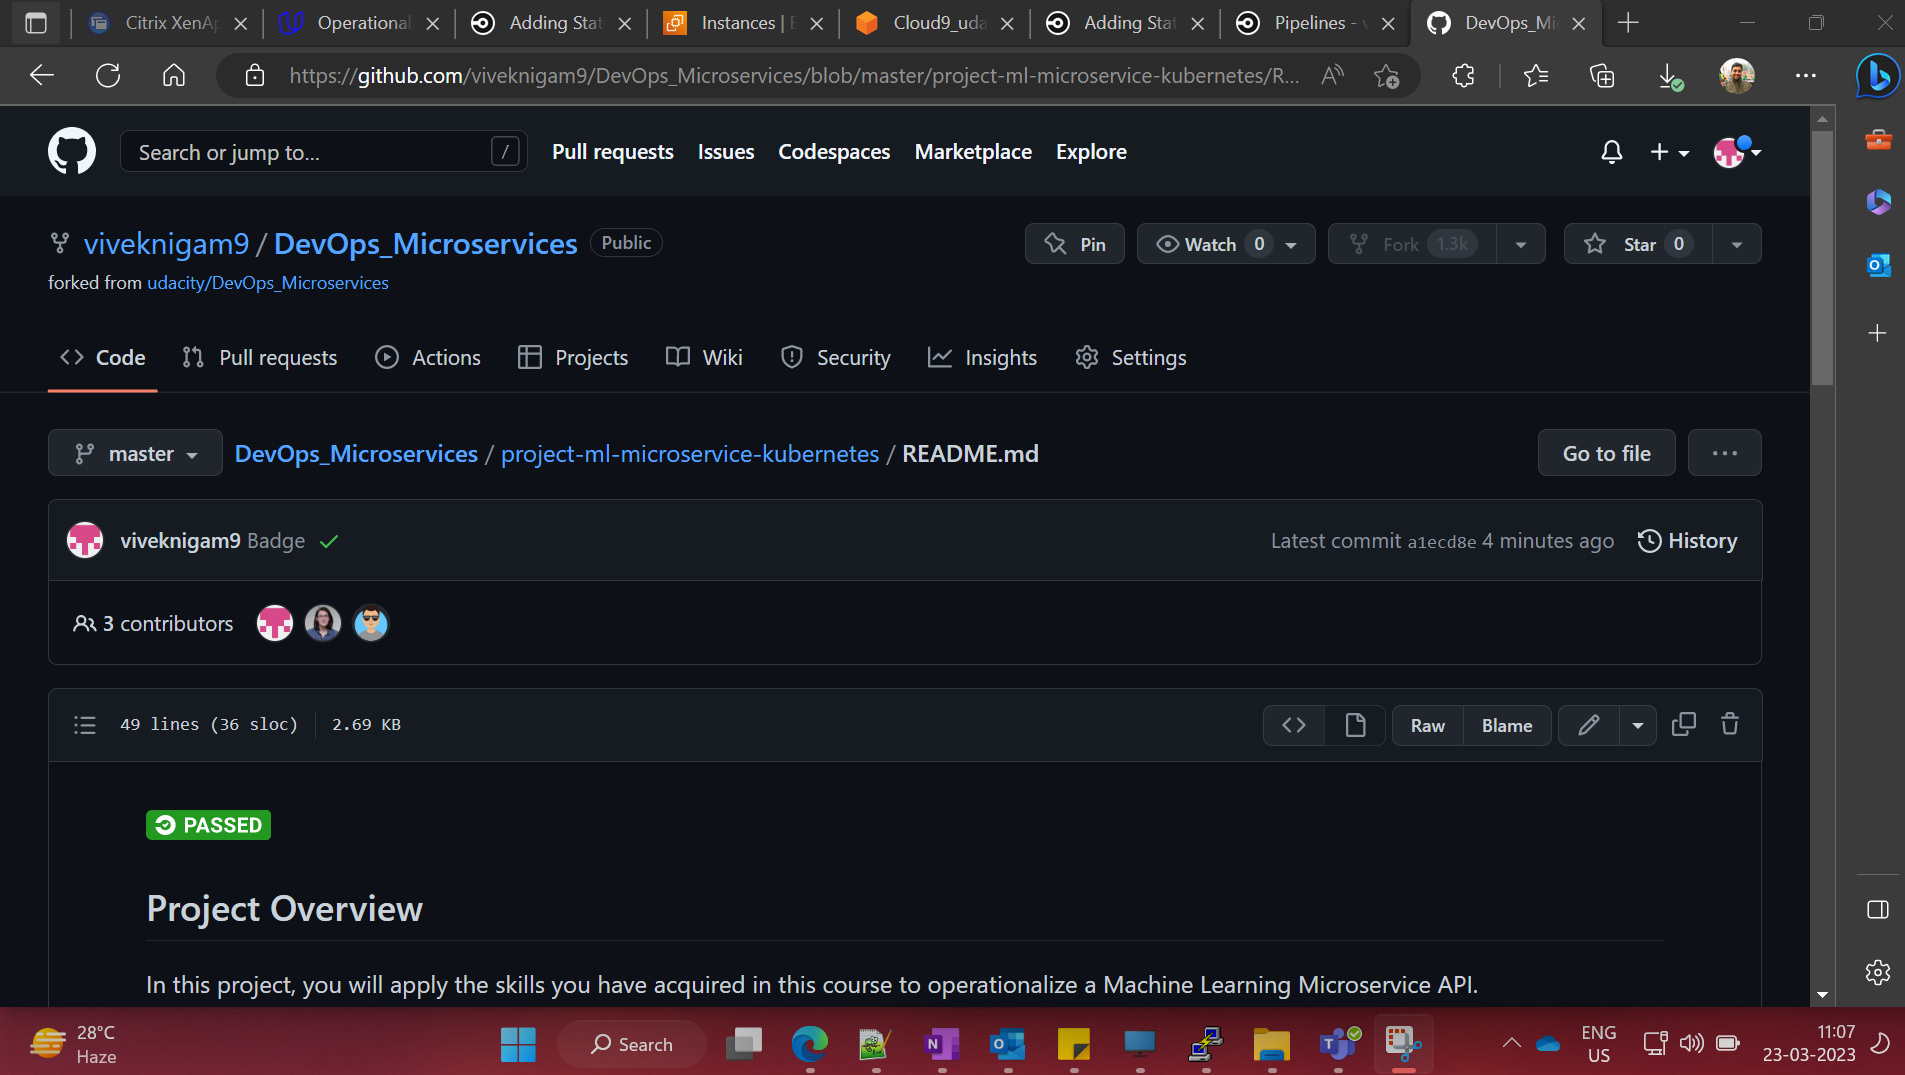 Citrix XenAp
Operational
Adding Stat
Instances | E
Cloud9_uda
Adding Stat
Pipelines - v
DevOps_Mi
https://github.com/viveknigam9/DevOps_Microservices/blob/master/project-ml-microservice-kubernetes/R...
Search or jump to... /
Pull requests Issues Codespaces Marketplace Explore
viveknigam9 / DevOps_Microservices Public
Pin Watch 0 Fork 1.3k Star 0
forked from udacity/DevOps_Microservices
Code Pull requests Actions Projects Wiki Security Insights Settings
master DevOps_Microservices / project-ml-microservice-kubernetes / README.md Go to file
viveknigam9 Badge Latest commit a1ecd8e 4 minutes ago History
3 contributors
49 lines (36 sloc) 2.69 KB Raw Blame
PASSED
Project Overview
In this project, you will apply the skills you have acquired in this course to operationalize a Machine Learning Microservice API.
28°C
Haze
Search
ENG
US
11:07
23-03-2023